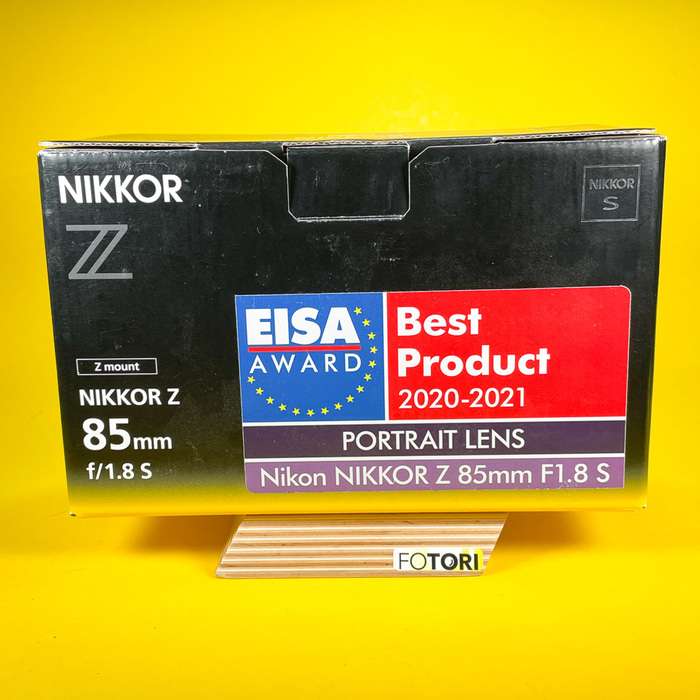 NIKKOR
Z
NIKKOR
S
Z mount
NIKKOR Z
85mm
f/1.8 S
EISA
AWARD
Best
Product
2020-2021
PORTRAIT LENS
Nikon NIKKOR Z 85mm F1.8 S
FOTORI